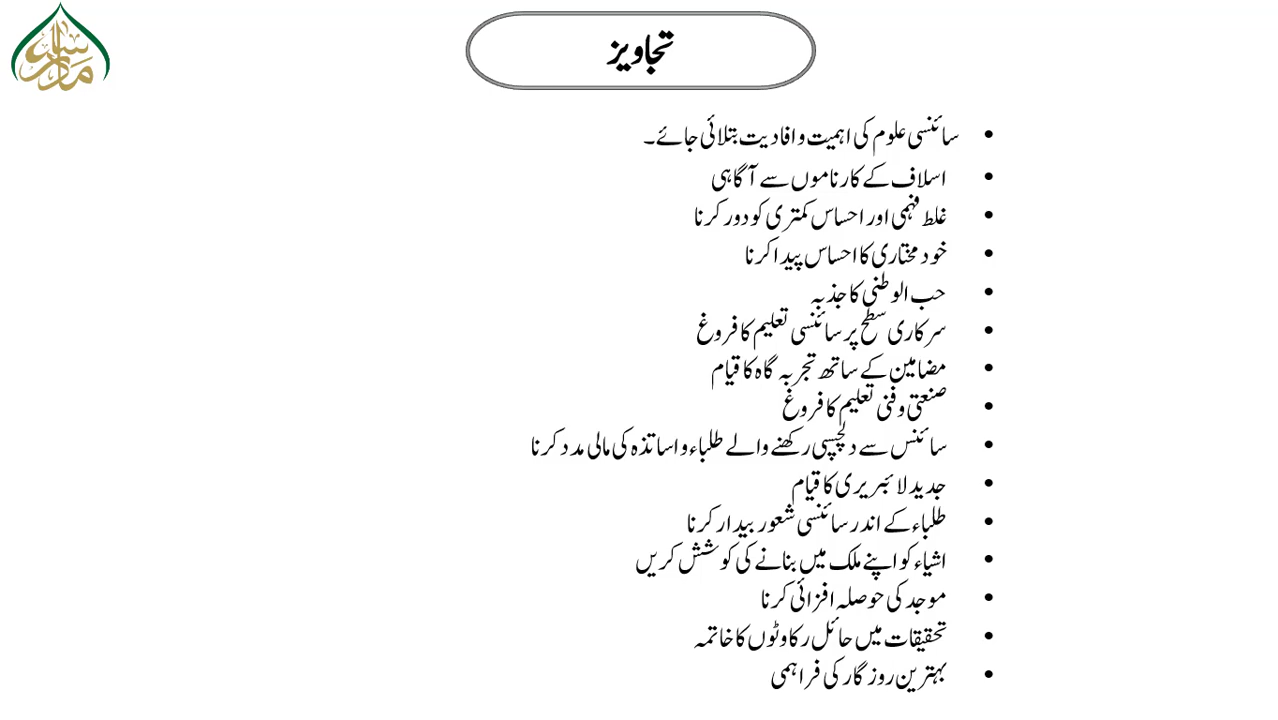 تجاویز
سائنسی علوم کی اہمیت و افادیت بتلائی جائے۔
اسلاف کے کارناموں سے آگاہی
غلط فہمی اور احساس کمتری کو دور کرنا
خود مختاری کا احساس پیدا کرنا
حب الوطنی کا جذبہ
سرکاری سطح پر سائنسی تعلیم کا فروغ
مضامین کے ساتھ تجربہ گاہ کا قیام
صنعتی و فنی تعلیم کا فروغ
سائنس سے دلچسپی رکھنے والے طلباء و اساتذہ کی مالی مدد کرنا
جدید لائبریری کا قیام
طلباء کے اندر سائنسی شعور بیدار کرنا
اشیاء کو اپنے ملک میں بنانے کی کوشش کریں
موجد کی حوصلہ افزائی کرنا
تحقیقات میں حائل رکاوٹوں کا خاتمہ
بہترین روزگار کی فراہمی